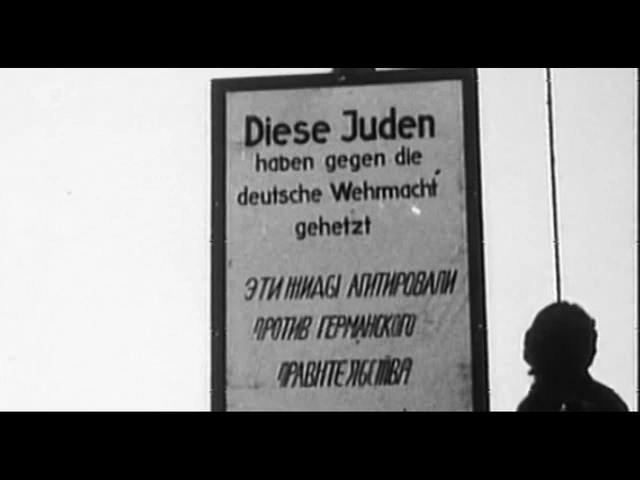 Diese Juden
haben gegen die
deutsche Wehrmacht
gehetzt
ЭТИ ЖИДЫ АГИТИРОВАЛИ
ПРОТИВ ГЕРМАНСКОГО
ПРАВИТЕЛЬСТВА